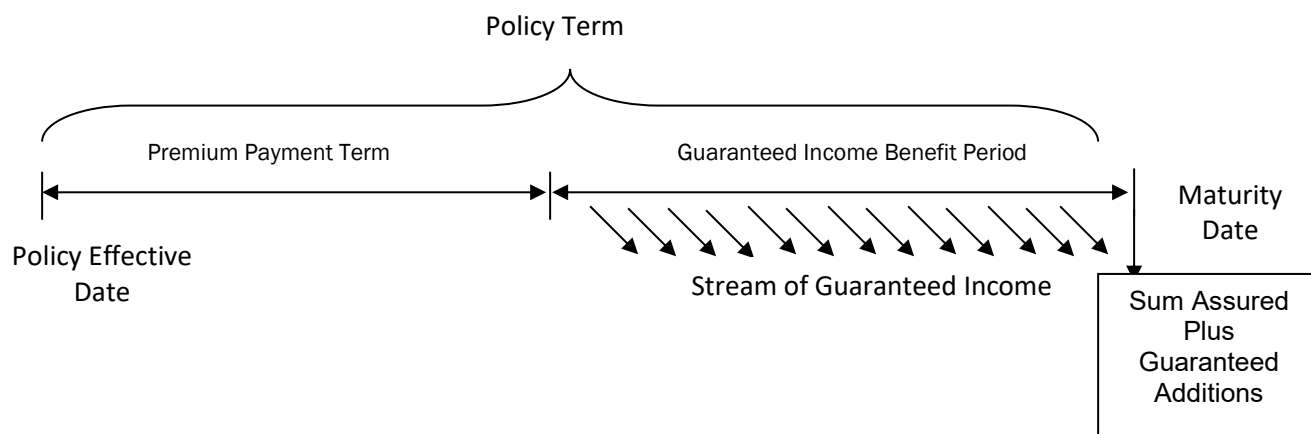 Policy Term
Premium Payment Term
Guaranteed Income Benefit Period
Maturity
Date
Policy Effective
Date
Stream of Guaranteed Income
Sum Assured
Plus
Guaranteed
Additions